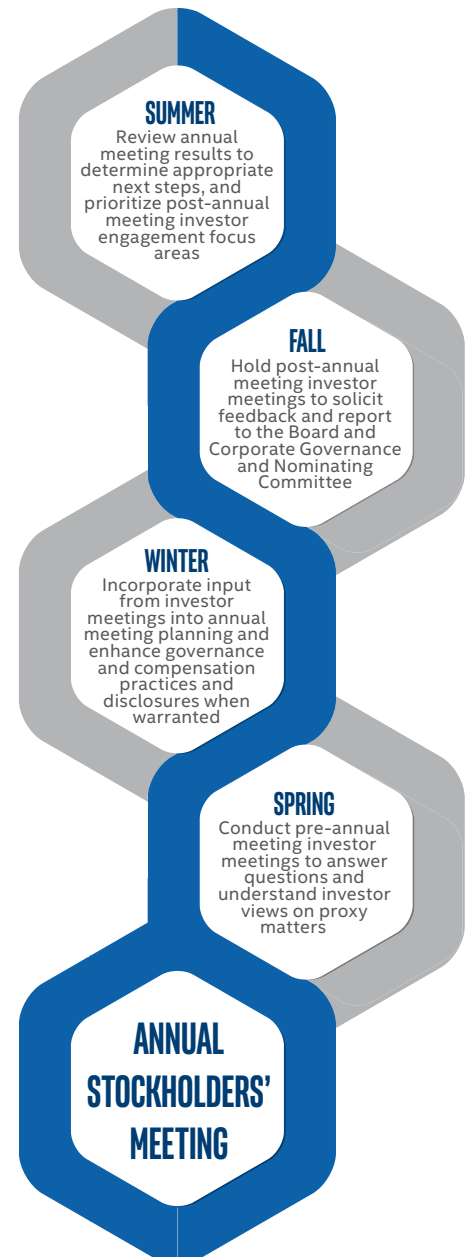 SUMMER
Review annual
meeting results to
determine appropriate
next steps, and
prioritize post-annual
meeting investor
engagement focus
areas
FALL
Hold post-annual
meeting investor
meetings to solicit
feedback and report
to the Board and
Corporate Governance
and Nominating
Committee
WINTER
Incorporate input
from investor
meetings into annual
meeting planning and
enhance governance
and compensation
practices and
disclosures when
warranted
SPRING
Conduct pre-annual
meeting investor
meetings to answer
questions and
understand investor
views on proxy
matters
ANNUAL
STOCKHOLDERS’
MEETING